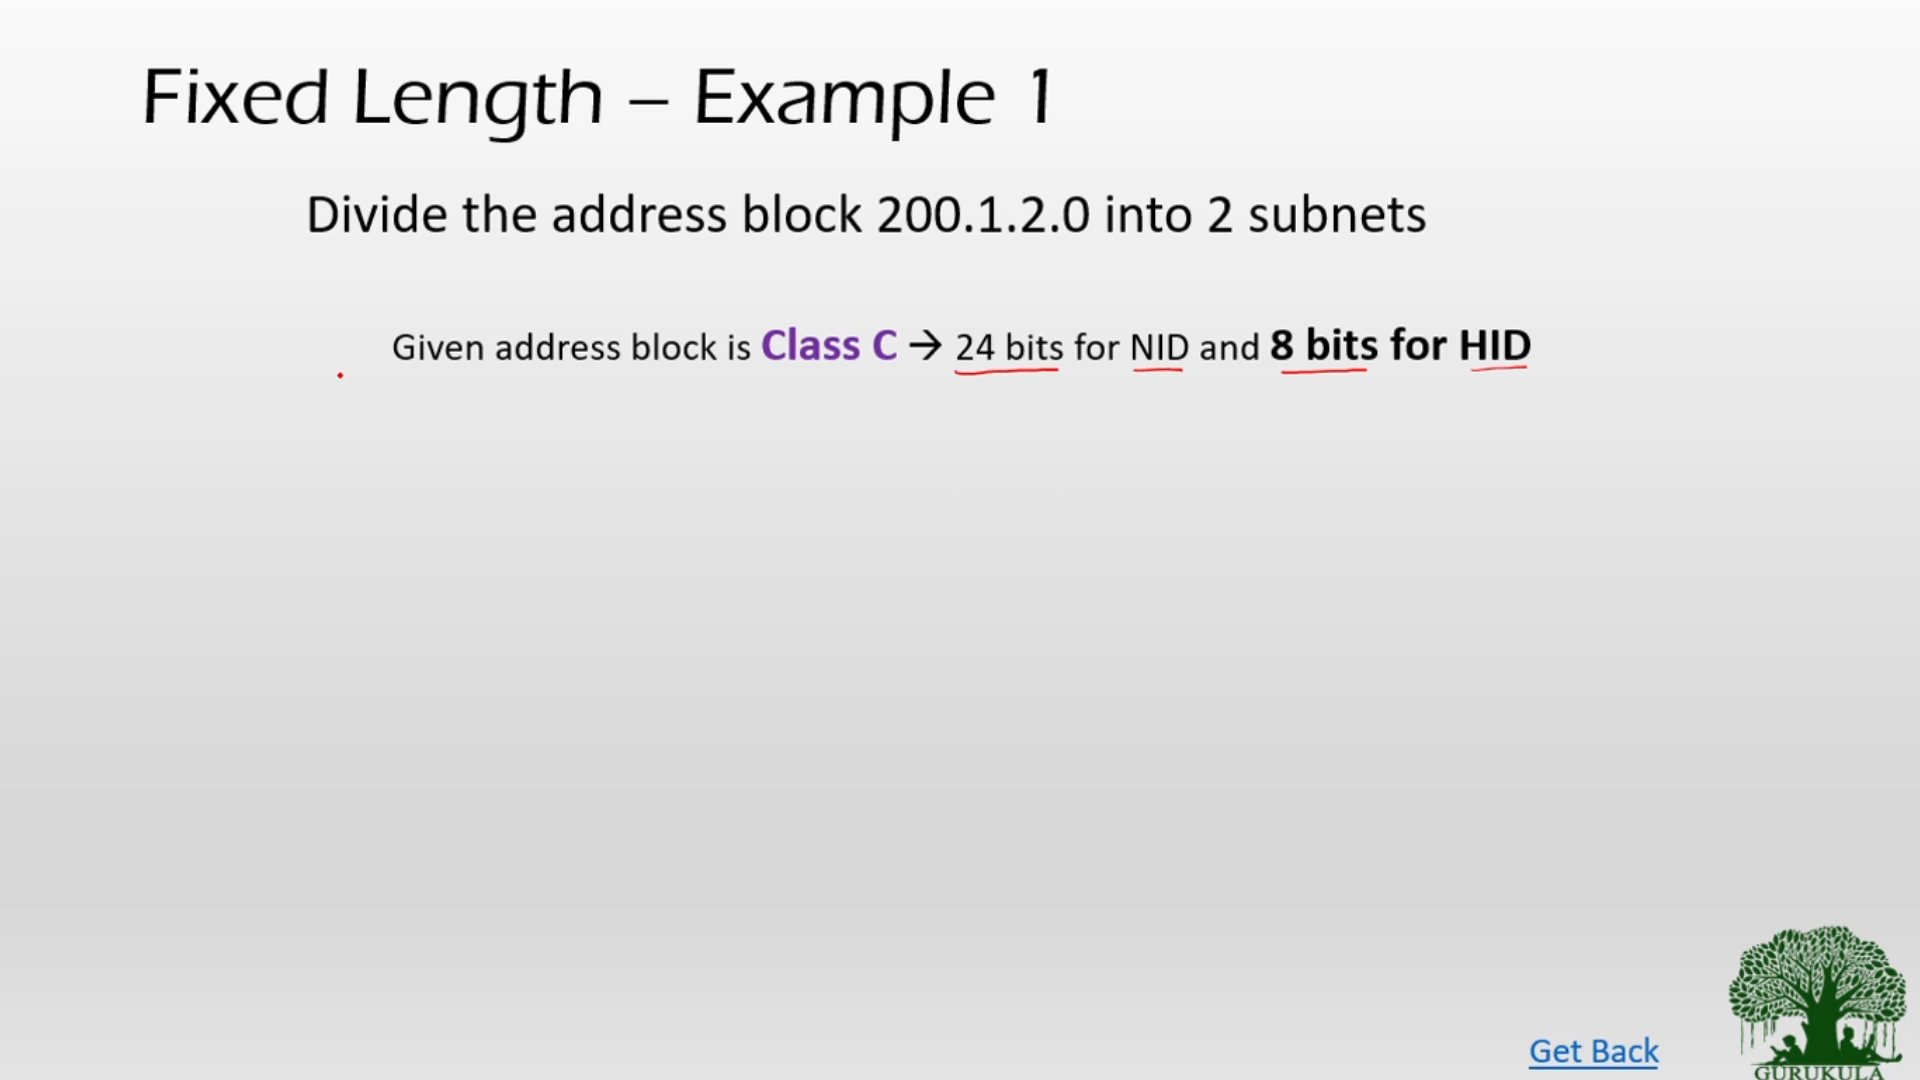 Fixed Length – Example 1
Divide the address block 200.1.2.0 into 2 subnets
Given address block is Class C → 24 bits for NID and 8 bits for HID
Get Back
GURUKULA